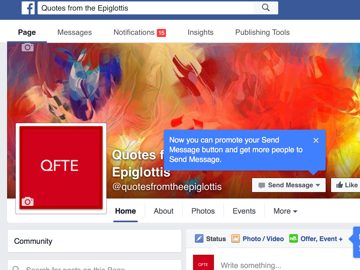 Quotes from the Epiglottis
Page Messages Notifications 15 Insights Publishing Tools
Now you can promote your Send
Message button and get more people to
Send Message.
QFTE
Quotes f
Epiglottis
@quotesfromtheepiglottis
Send Message Like
Home About Photos Events More
Community
Status Photo / Video Offer, Event +
Search for posts on this Page
QFTE Write something...